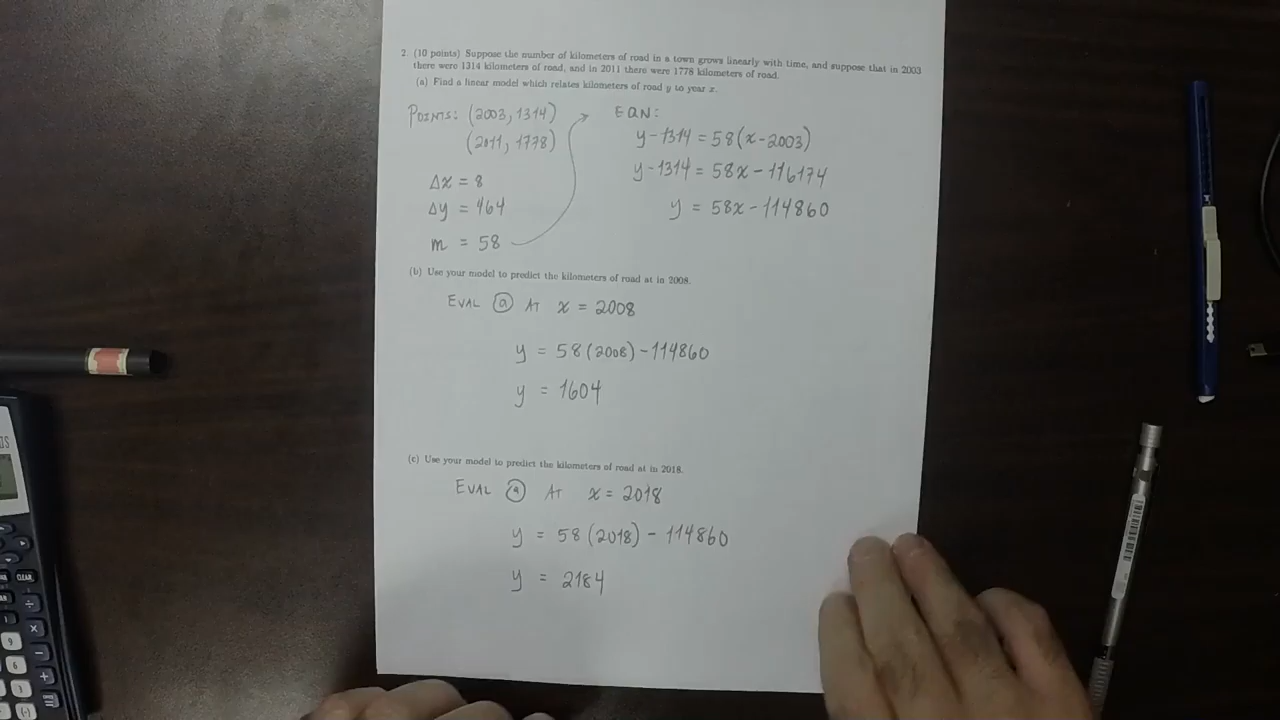 2. (10 points) Suppose the number of kilometers of road in a town grows linearly with time, and suppose that in 2003
there were 1314 kilometers of road, and in 2011 there were 1778 kilometers of road.
(a) Find a linear model which relates kilometers of road y to year x.
POINTS: (2003, 1314)
(2011, 1778)
Δx = 8
Δy = 464
m = 58
EQN:
y - 1314 = 58(x - 2003)
y - 1314 = 58x - 116174
y = 58x - 114860
(b) Use your model to predict the kilometers of road at in 2008.
EVAL ⓐ AT x = 2008
y = 58(2008) - 114860
y = 1604
(c) Use your model to predict the kilometers of road at in 2018.
EVAL ⓐ AT x = 2018
y = 58(2018) - 114860
y = 2184
CLEAR
÷
9 ×
6 −
+
(-)